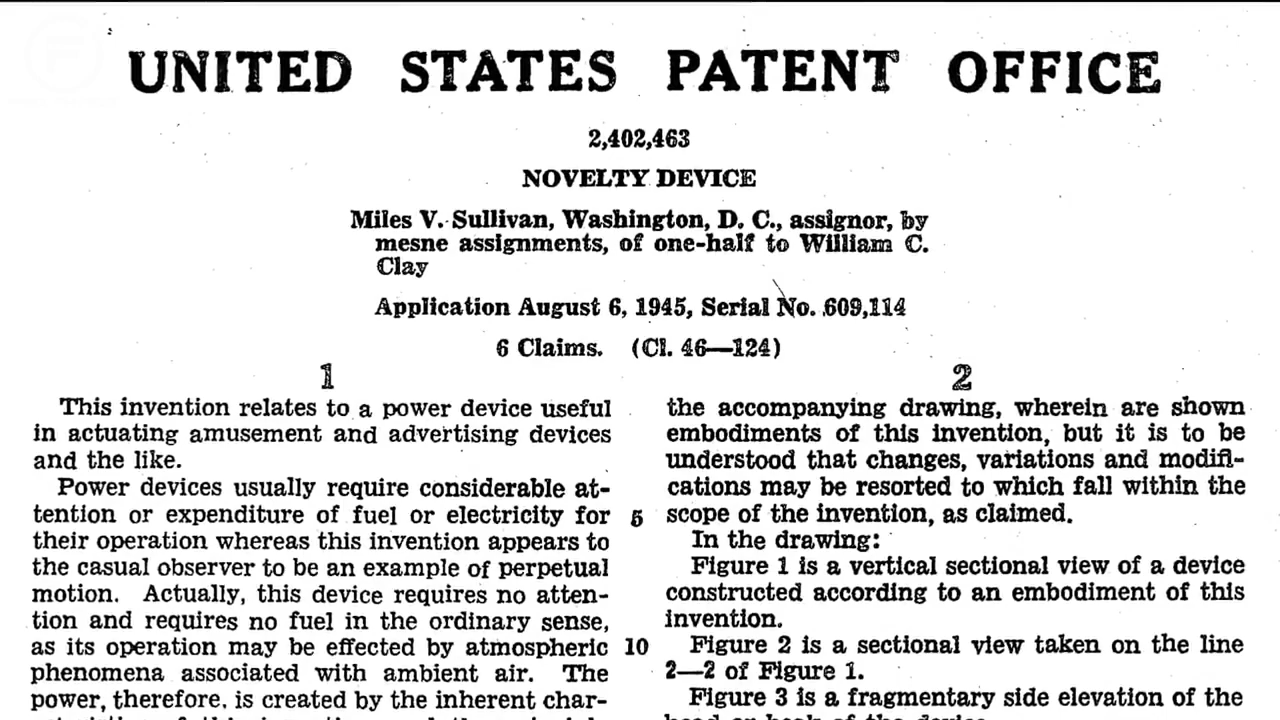 UNITED STATES PATENT OFFICE
2,402,463
NOVELTY DEVICE
Miles V. Sullivan, Washington, D. C., assignor, by
mesne assignments, of one-half to William C.
Clay
Application August 6, 1945, Serial No. 609,114
6 Claims. (Cl. 46—124)
1
This invention relates to a power device useful
in actuating amusement and advertising devices
and the like.
Power devices usually require considerable at-
tention or expenditure of fuel or electricity for
their operation whereas this invention appears to
the casual observer to be an example of perpetual
motion. Actually, this device requires no atten-
tion and requires no fuel in the ordinary sense,
as its operation may be effected by atmospheric
phenomena associated with ambient air. The
power, therefore, is created by the inherent char-
2
the accompanying drawing, wherein are shown
embodiments of this invention, but it is to be
understood that changes, variations and modifi-
cations may be resorted to which fall within the
5 scope of the invention, as claimed.
In the drawing:
Figure 1 is a vertical sectional view of a device
constructed according to an embodiment of this
invention.
10 Figure 2 is a sectional view taken on the line
2—2 of Figure 1.
Figure 3 is a fragmentary side elevation of the